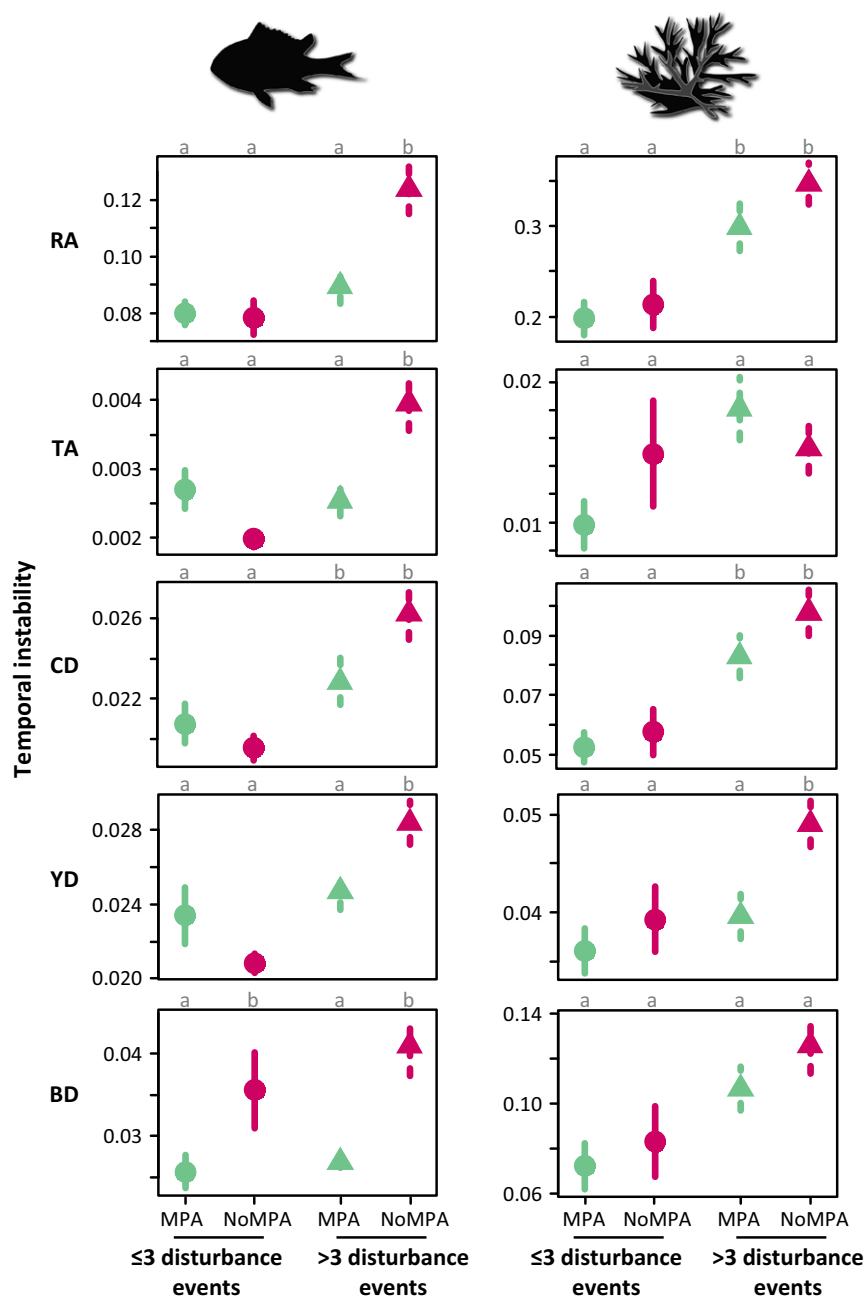 a a a b a a b b
RA
0.12
0.10
0.08
0.3
0.2
a a a b a a a a
TA
0.004
0.003
0.002
0.02
0.01
a a b b a a b b
CD
0.026
0.022
0.09
0.07
0.05
a a a b a a a b
YD
0.028
0.024
0.020
0.05
0.04
a b a b a a a a
BD
0.04
0.03
0.14
0.10
0.06
Temporal instability
MPA NoMPA MPA NoMPA MPA NoMPA MPA NoMPA
≤3 disturbance >3 disturbance ≤3 disturbance >3 disturbance
events events events events